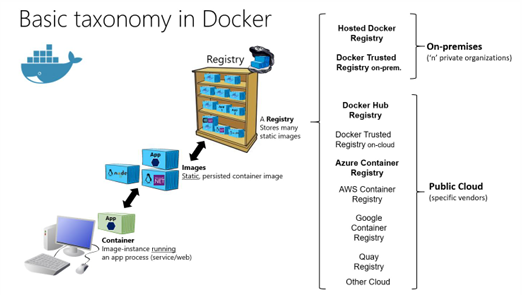 Basic taxonomy in Docker
Registry
A Registry
Stores many
static images
App
node
Images
Static, persisted container image
App
Container
Image-instance running
an app process (service/web)
Hosted Docker
Registry
Docker Trusted
Registry on-prem.
On-premises
('n' private organizations)
Docker Hub
Registry
Docker Trusted
Registry on-cloud
Azure Container
Registry
AWS Container
Registry
Google
Container
Registry
Quay
Registry
Other Cloud
Public Cloud
(specific vendors)